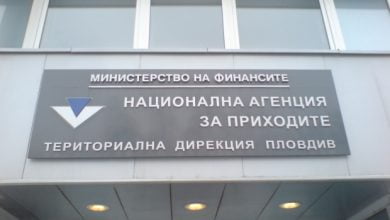 МИНИСТЕРСТВО НА ФИНАНСИТЕ
НАЦИОНАЛНА АГЕНЦИЯ
ЗА ПРИХОДИТЕ
ТЕРИТОРИАЛНА ДИРЕКЦИЯ ПЛОВДИВ